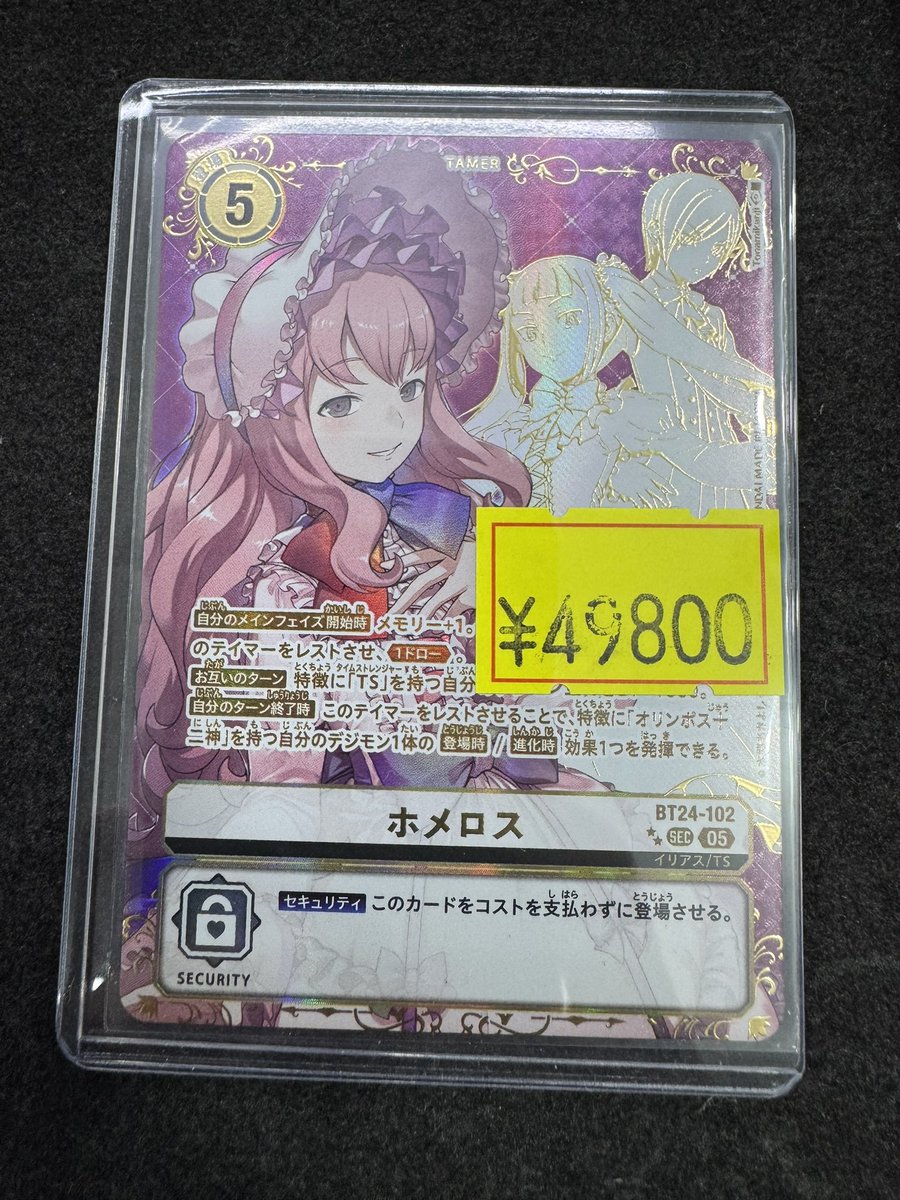 TAMER
登場
5
TomiaiKanji
自分のメインフェイズ開始時 メモリー+1。
¥49800
のテイマーをレストさせ、1ドロー。
お互いのターン 特徴に「TS」を持つ自分
自分のターン終了時 このテイマーをレストさせることで、特徴に「オリンポス十
二神」を持つ自分のデジモン1体の 登場時 / 進化時 効果1つを発揮できる。
ホメロス
BT24-102
SEC 05
イリアス/TS
セキュリティ このカードをコストを支払わずに登場させる。
SECURITY